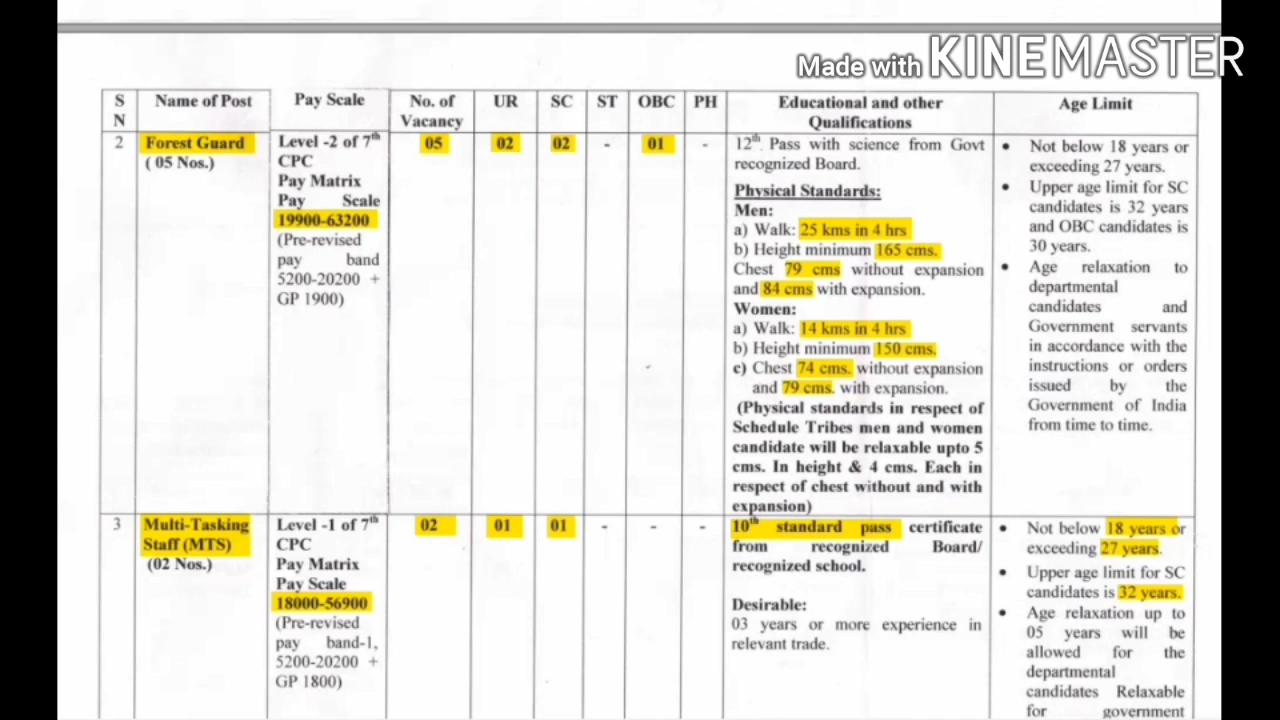 Made with KINEMASTER
S N
Name of Post
Pay Scale
No. of Vacancy
UR
SC
ST
OBC
PH
Educational and other Qualifications
Age Limit
2
Forest Guard
( 05 Nos.)
Level -2 of 7th
CPC
Pay Matrix
Pay Scale
19900-63200
(Pre-revised
pay band
5200-20200 +
GP 1900)
05
02
02
-
01
-
12th Pass with science from Govt
recognized Board.
Physical Standards:
Men:
a) Walk: 25 kms in 4 hrs
b) Height minimum 165 cms.
Chest 79 cms without expansion
and 84 cms with expansion.
Women:
a) Walk: 14 kms in 4 hrs
b) Height minimum 150 cms.
c) Chest 74 cms. without expansion
and 79 cms. with expansion.
(Physical standards in respect of
Schedule Tribes men and women
candidate will be relaxable upto 5
cms. In height & 4 cms. Each in
respect of chest without and with
expansion)
• Not below 18 years or
exceeding 27 years.
• Upper age limit for SC
candidates is 32 years
and OBC candidates is
30 years.
• Age relaxation to
departmental
candidates and
Government servants
in accordance with the
instructions or orders
issued by the
Government of India
from time to time.
3
Multi-Tasking
Staff (MTS)
(02 Nos.)
Level -1 of 7th
CPC
Pay Matrix
Pay Scale
18000-56900
(Pre-revised
pay band-1,
5200-20200 +
GP 1800)
02
01
01
-
-
-
10th standard pass certificate
from recognized Board/
recognized school.
Desirable:
03 years or more experience in
relevant trade.
• Not below 18 years or
exceeding 27 years.
• Upper age limit for SC
candidates is 32 years.
• Age relaxation up to
05 years will be
allowed for the
departmental
candidates Relaxable
for government